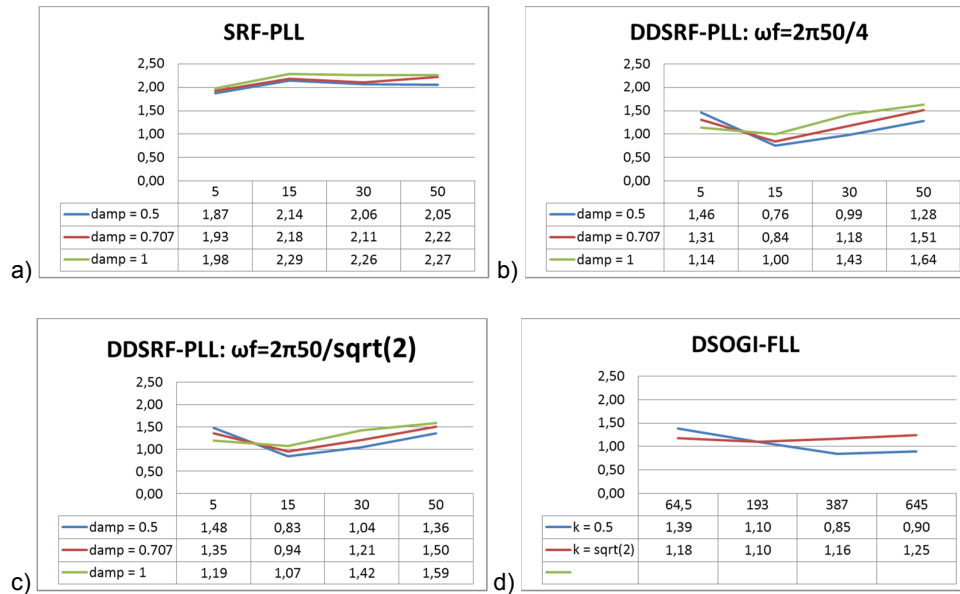 SRF-PLL
2,50
2,00
1,50
1,00
0,50
0,00
5 15 30 50
damp = 0.5 1,87 2,14 2,06 2,05
damp = 0.707 1,93 2,18 2,11 2,22
damp = 1 1,98 2,29 2,26 2,27
a)
DDSRF-PLL: ωf=2π50/4
2,50
2,00
1,50
1,00
0,50
0,00
5 15 30 50
damp = 0.5 1,46 0,76 0,99 1,28
damp = 0.707 1,31 0,84 1,18 1,51
damp = 1 1,14 1,00 1,43 1,64
b)
DDSRF-PLL: ωf=2π50/sqrt(2)
2,50
2,00
1,50
1,00
0,50
0,00
5 15 30 50
damp = 0.5 1,48 0,83 1,04 1,36
damp = 0.707 1,35 0,94 1,21 1,50
damp = 1 1,19 1,07 1,42 1,59
c)
DSOGI-FLL
2,50
2,00
1,50
1,00
0,50
0,00
64,5 193 387 645
k = 0.5 1,39 1,10 0,85 0,90
k = sqrt(2) 1,18 1,10 1,16 1,25
d)